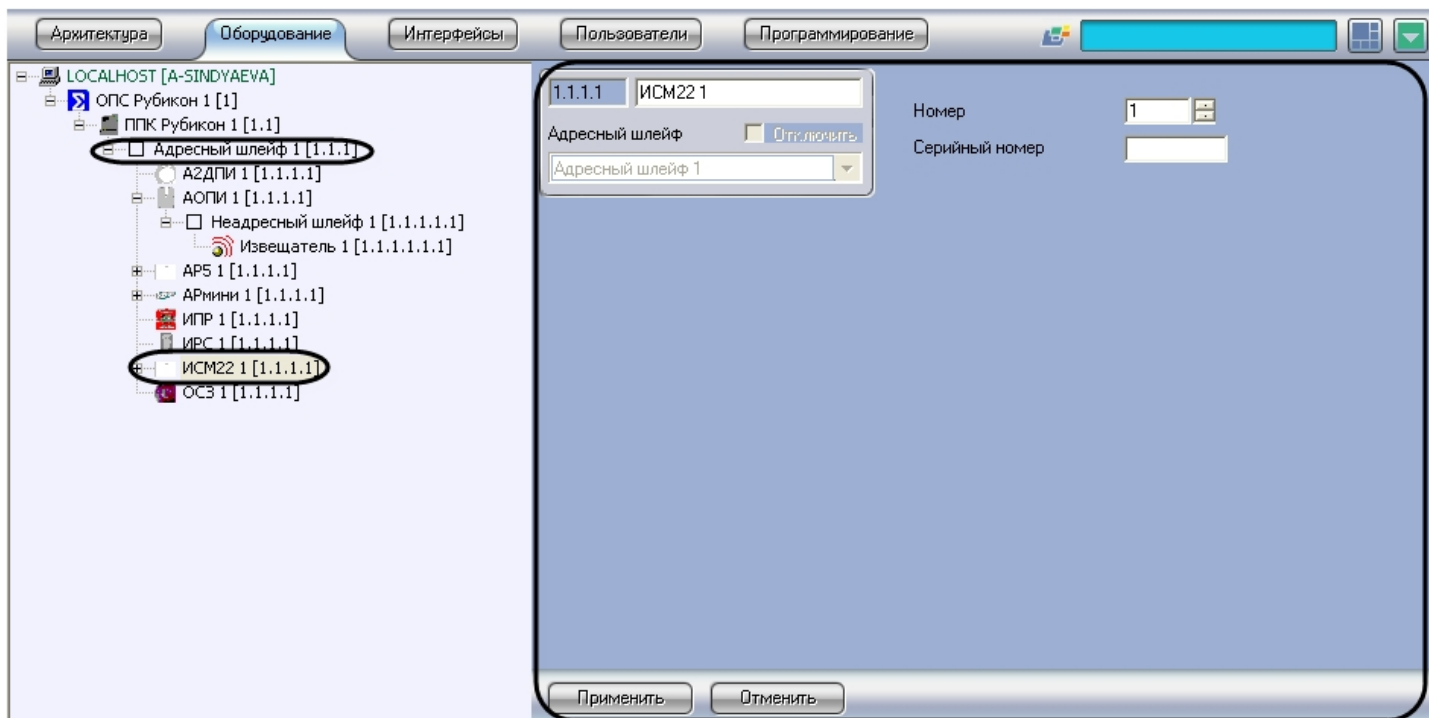 Архитектура Оборудование Интерфейсы Пользователи Программирование
LOCALHOST [A-SINDYAEVA]
ОПС Рубикон 1 [1]
ППК Рубикон 1 [1.1]
Адресный шлейф 1 [1.1.1]
А2ДПИ 1 [1.1.1.1]
АОПИ 1 [1.1.1.1]
Неадресный шлейф 1 [1.1.1.1.1]
Извещатель 1 [1.1.1.1.1.1]
АР5 1 [1.1.1.1]
АРмини 1 [1.1.1.1]
ИПР 1 [1.1.1.1]
ИРС 1 [1.1.1.1]
ИСМ22 1 [1.1.1.1]
ОСЗ 1 [1.1.1.1]
1.1.1.1 ИСМ22 1
Адресный шлейф Отключить
Адресный шлейф 1
Номер 1
Серийный номер
Применить Отменить